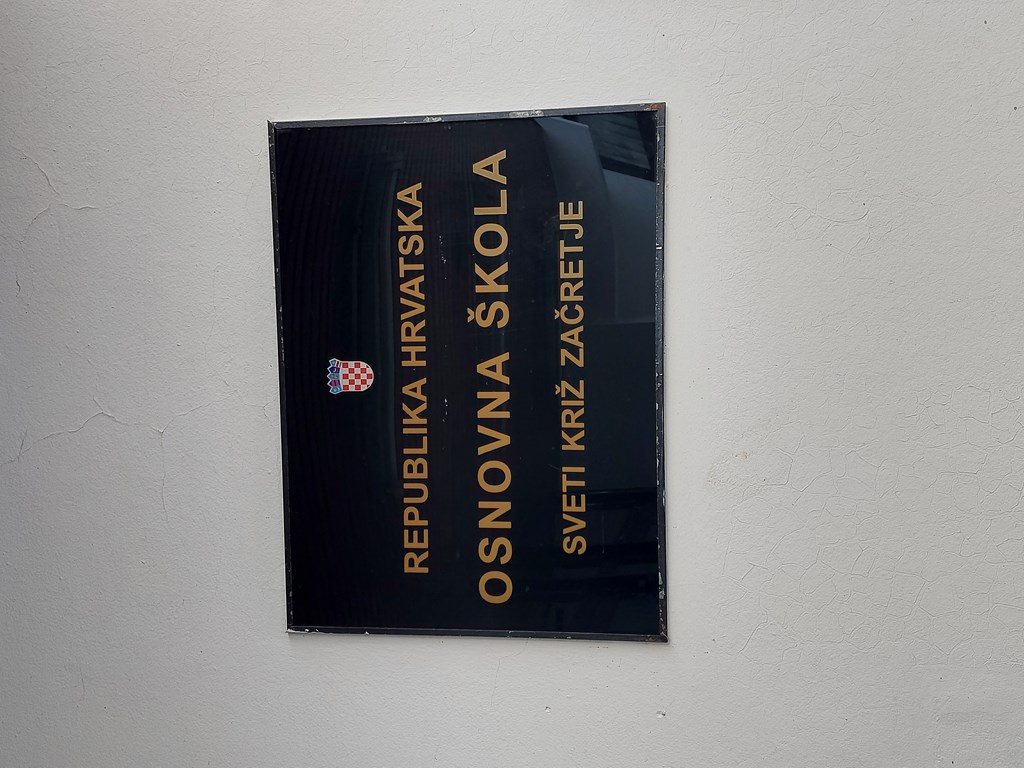 REPUBLIKA HRVATSKA
OSNOVNA ŠKOLA
SVETI KRIŽ ZAČRETJE